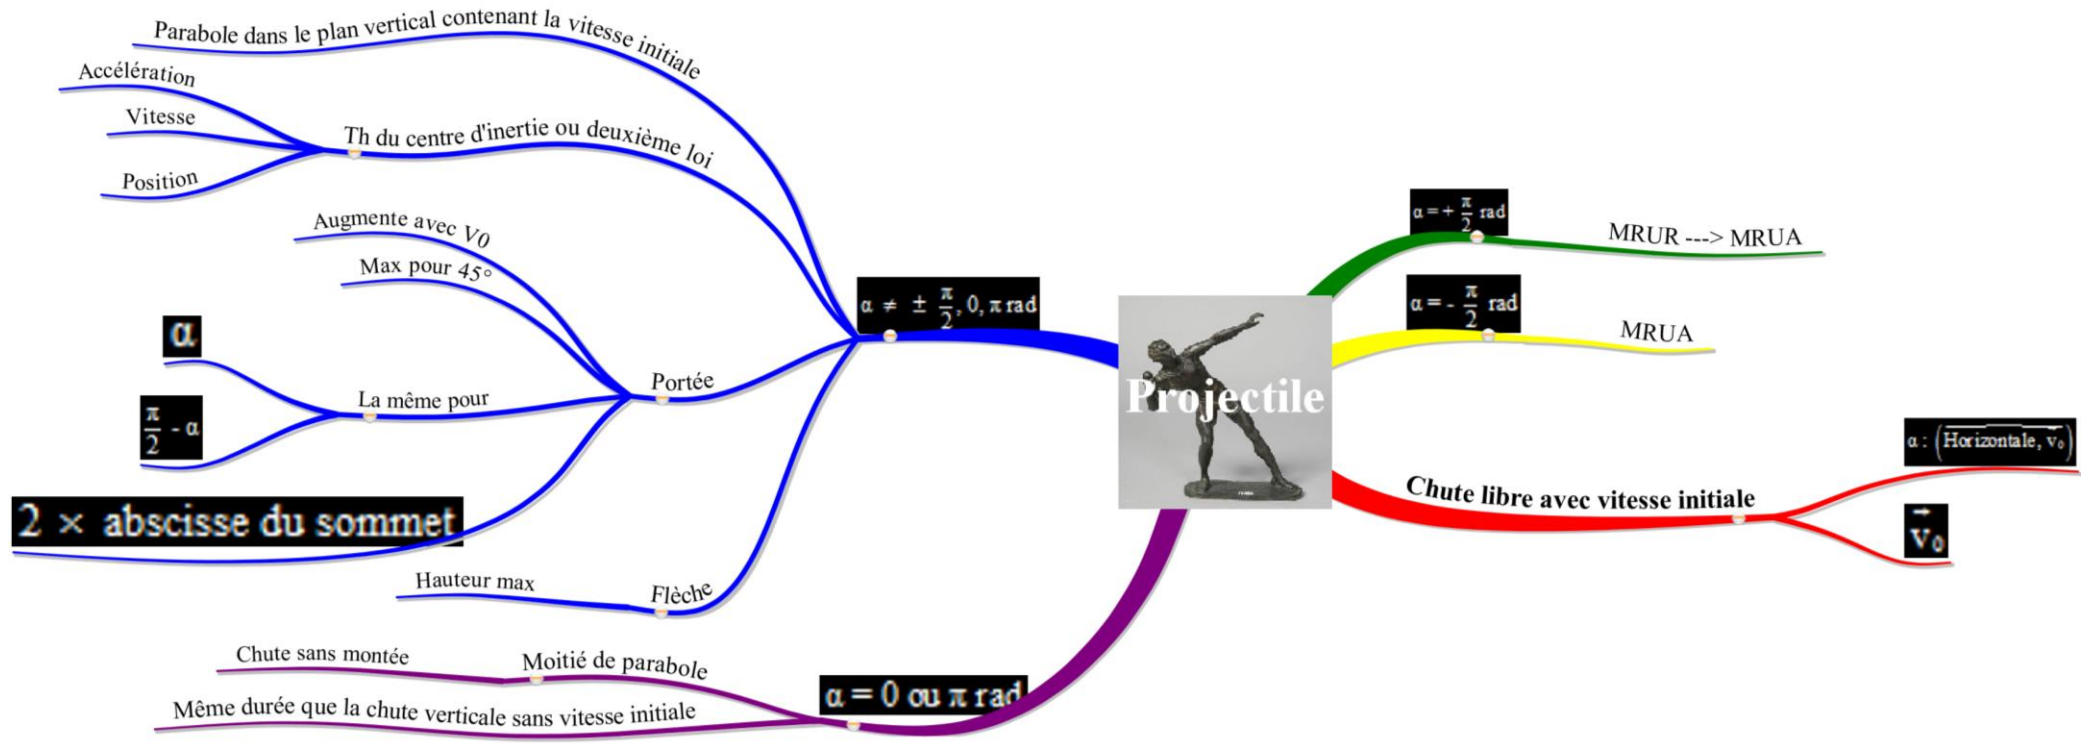 Parabole dans le plan vertical contenant la vitesse initiale
Accélération
Vitesse
Position
Th du centre d'inertie ou deuxième loi
Augmente avec V0
Max pour 45°
α
π/2 - α
La même pour
2 × abscisse du sommet
Portée
Hauteur max
Flèche
α ≠ ± π/2, 0, π rad
Chute sans montée
Moitié de parabole
Même durée que la chute verticale sans vitesse initiale
α = 0 ou π rad
Projectile
α = + π/2 rad
MRUR ---> MRUA
α = - π/2 rad
MRUA
Chute libre avec vitesse initiale
α : (Horizontale, v₀)
v⃗₀